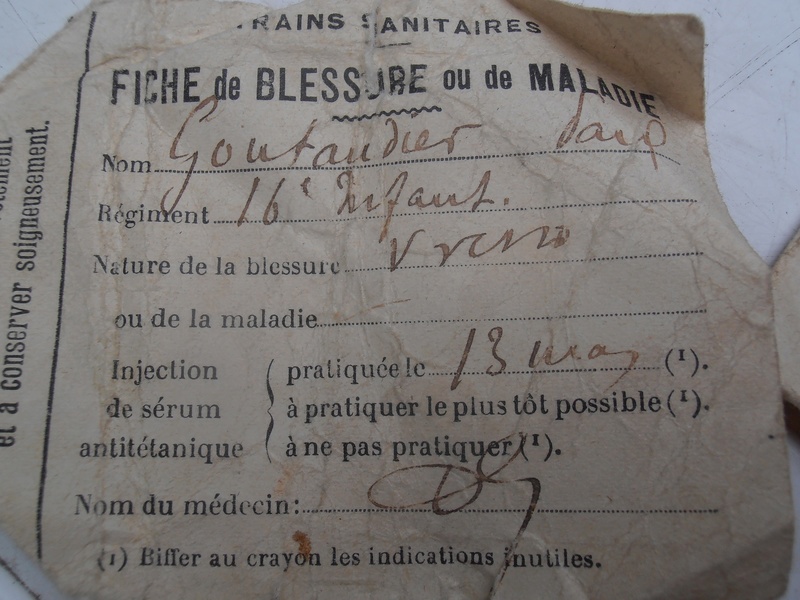 TRAINS SANITAIRES
FICHE de BLESSURE ou de MALADIE
Nom Goutaudier
Régiment 16e Infant.
Nature de la blessure
ou de la maladie
Injection de sérum antitétanique
pratiquée le 13 mai (1).
à pratiquer le plus tôt possible (1).
à ne pas pratiquer (1).
Nom du médecin:
(1) Biffer au crayon les indications inutiles.
et à conserver soigneusement.